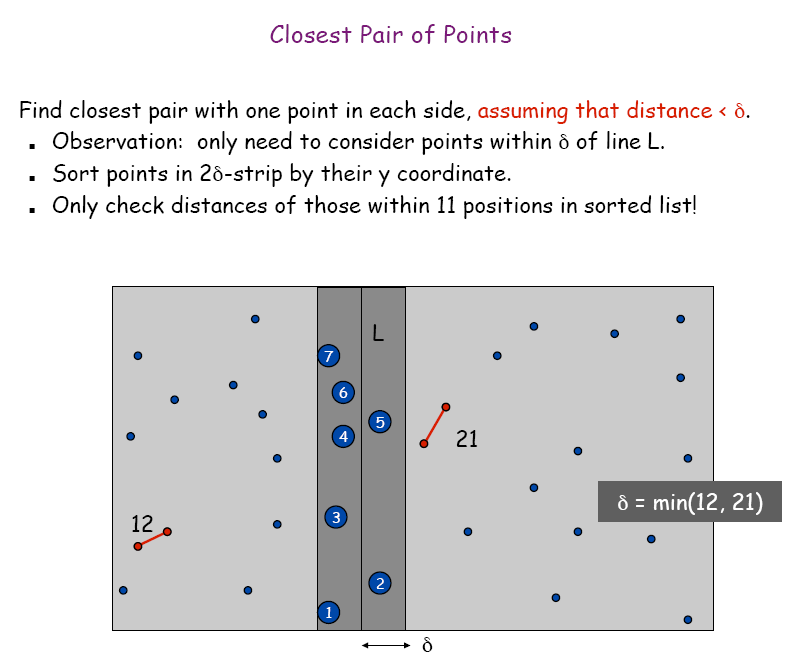 Closest Pair of Points
Find closest pair with one point in each side, assuming that distance < δ.
▪ Observation: only need to consider points within δ of line L.
▪ Sort points in 2δ-strip by their y coordinate.
▪ Only check distances of those within 11 positions in sorted list!
L
7
6
5
4
21
3
12
δ = min(12, 21)
2
1
δ